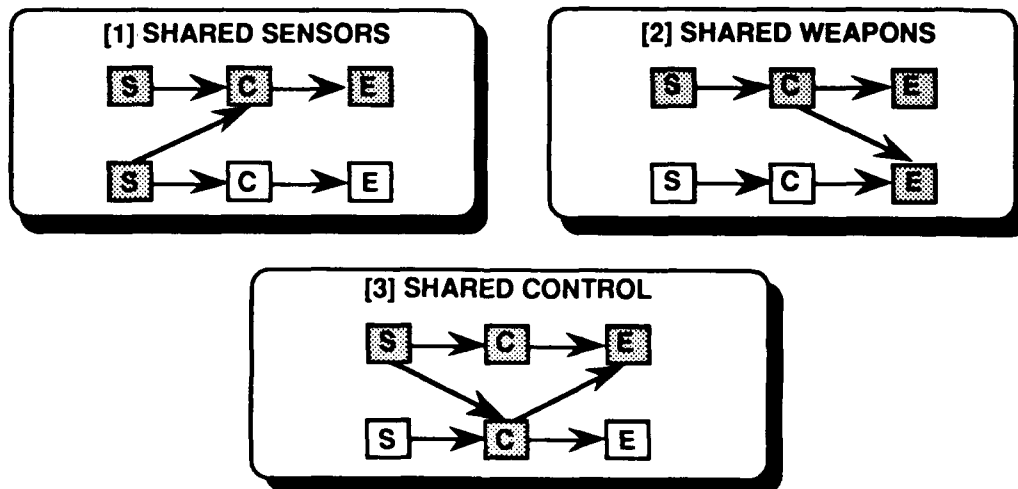 [1] SHARED SENSORS
S C E
S C E
[2] SHARED WEAPONS
S C E
S C E
[3] SHARED CONTROL
S C E
S C E